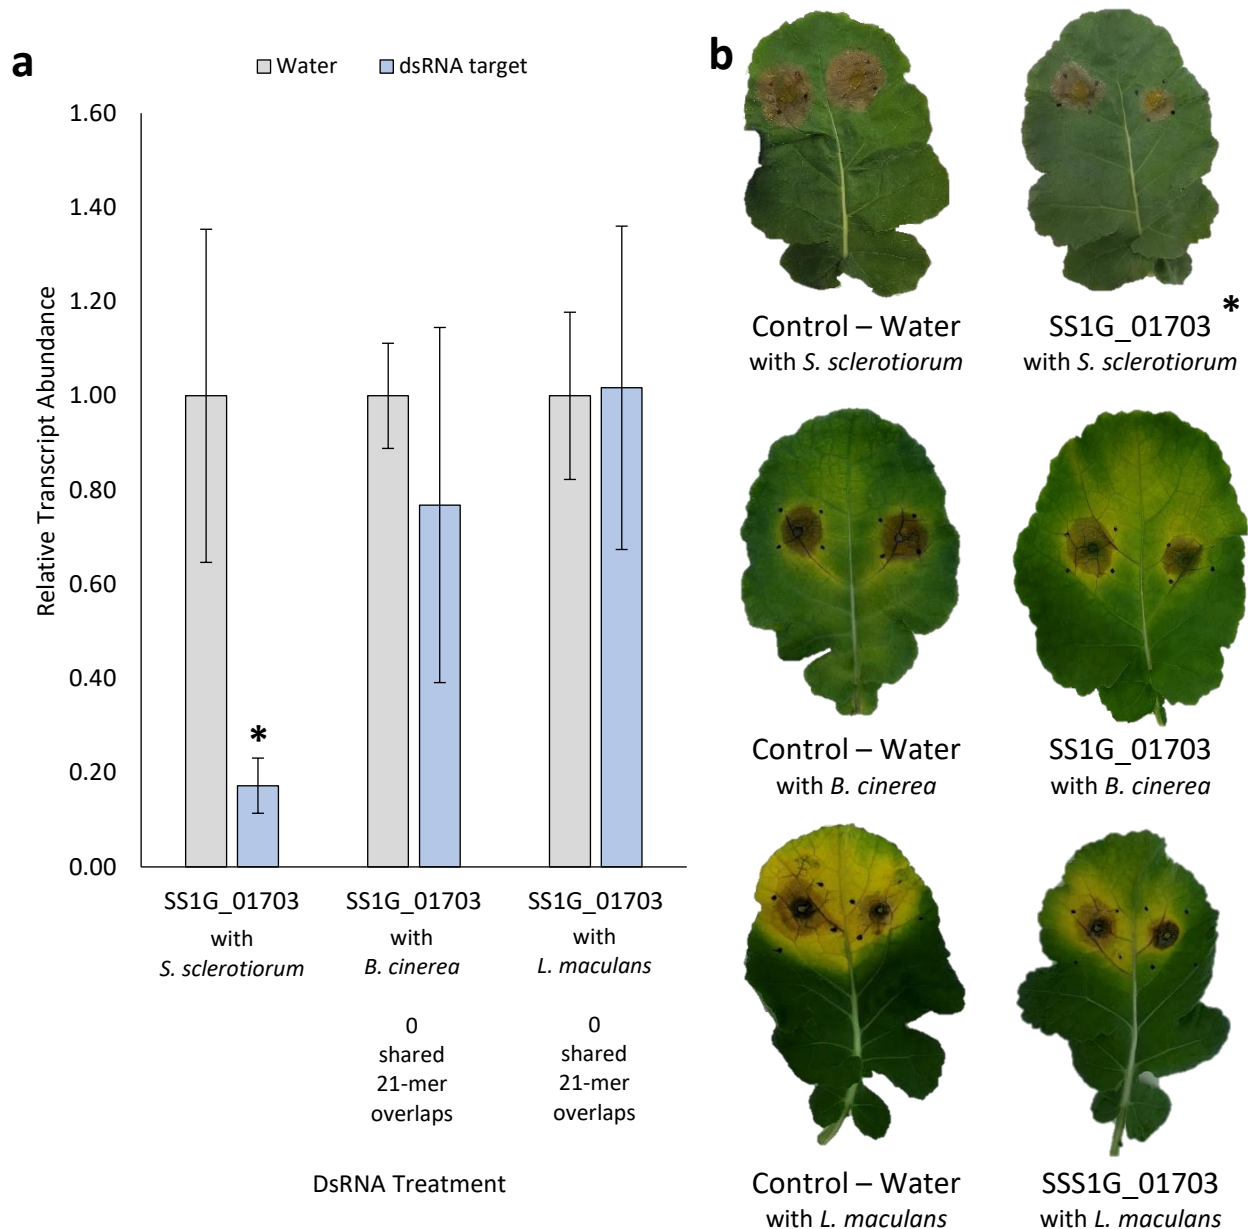 a
Water
dsRNA target
Relative Transcript Abundance
1.60
1.40
1.20
1.00
0.80
0.60
0.40
0.20
0.00
*
SS1G_01703
with
S. sclerotiorum
SS1G_01703
with
B. cinerea
0
shared
21-mer
overlaps
SS1G_01703
with
L. maculans
0
shared
21-mer
overlaps
DsRNA Treatment
b
Control – Water
with S. sclerotiorum
SS1G_01703 *
with S. sclerotiorum
Control – Water
with B. cinerea
SS1G_01703
with B. cinerea
Control – Water
with L. maculans
SSS1G_01703
with L. maculans